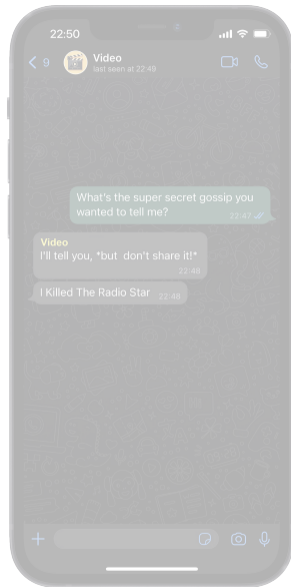 22:50
9
Video
last seen at 22:49
What's the super secret gossip you
wanted to tell me?
22:47
Video
I'll tell you, *but  don't share it!*
22:48
I Killed The Radio Star 22:48